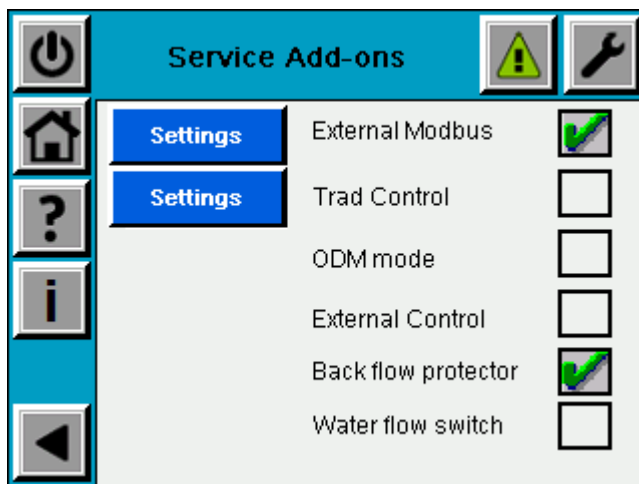 Service Add-ons
Settings External Modbus
Settings Trad Control
?
ODM mode
i
External Control
Back flow protector
Water flow switch